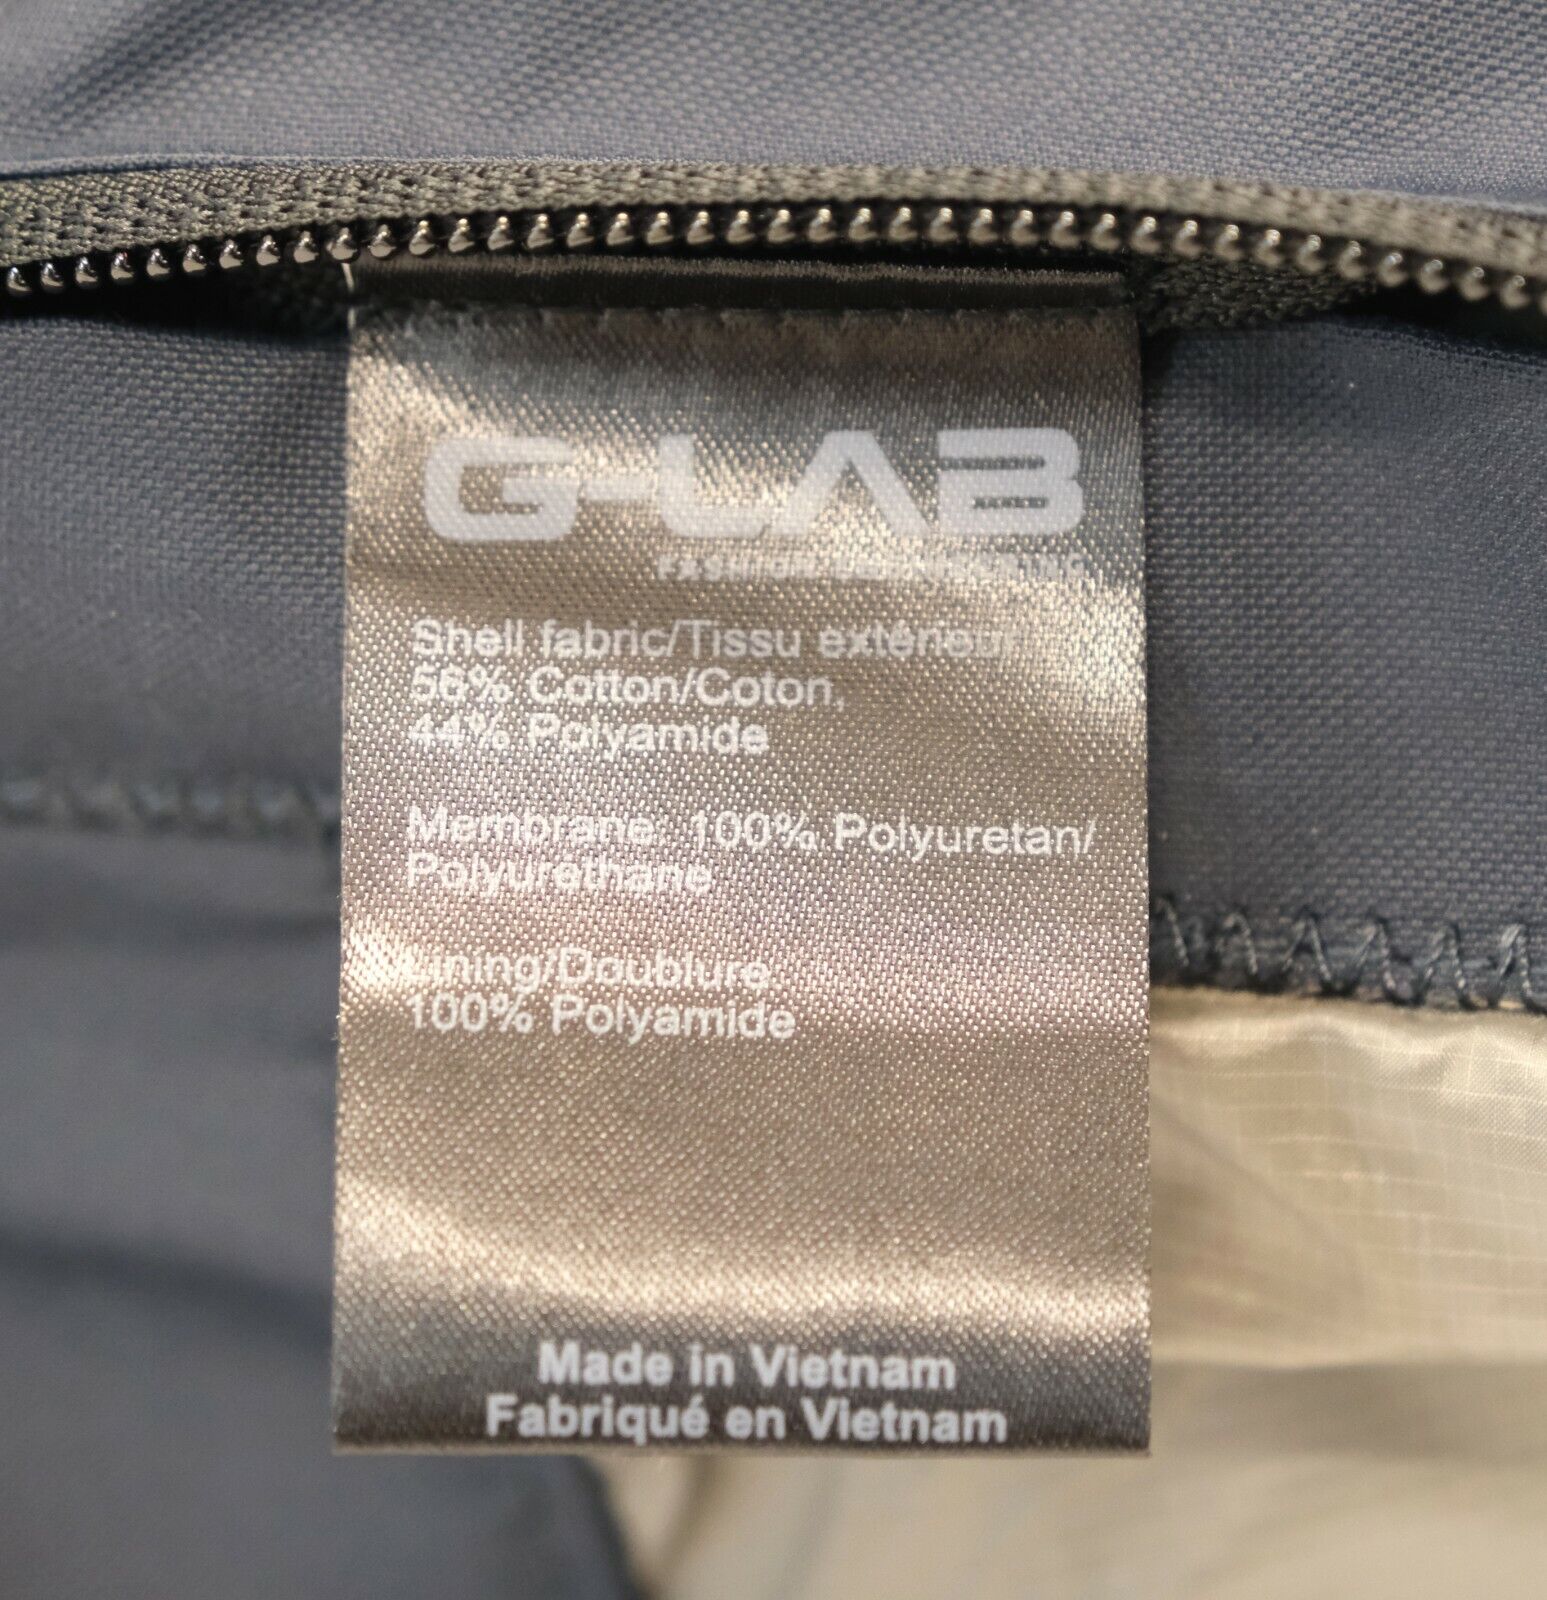 G-LAB
Shell fabric/Tissu extérieur
56% Cotton/Coton,
44% Polyamide
Membrane: 100% Polyuretan/
Polyurethane
Lining/Doublure
100% Polyamide
Made in Vietnam
Fabriqué en Vietnam